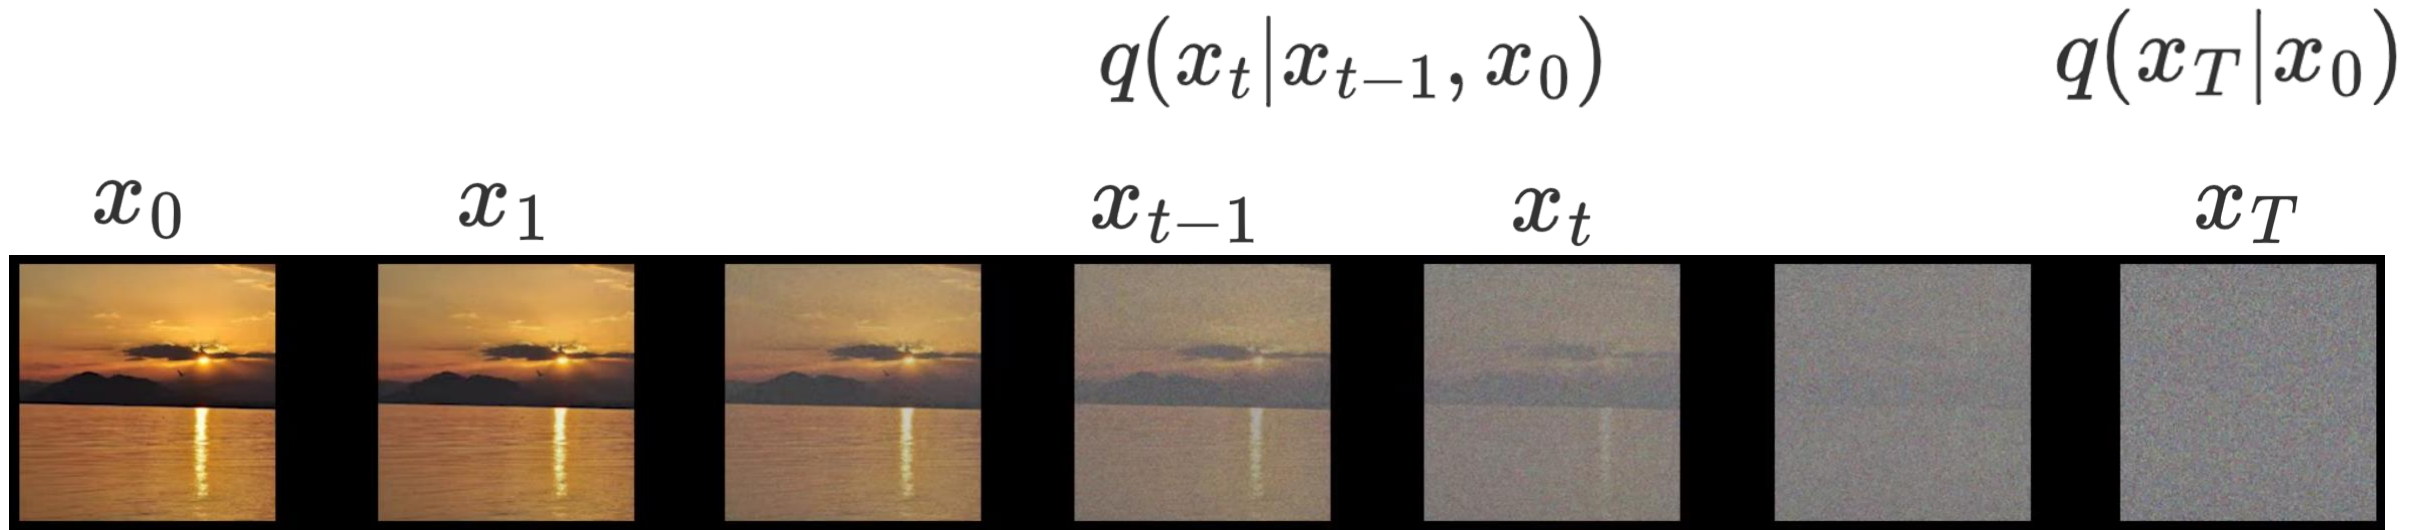 q(x_t|x_{t-1}, x_0) q(x_T|x_0)
x_0 x_1 x_{t-1} x_t x_T